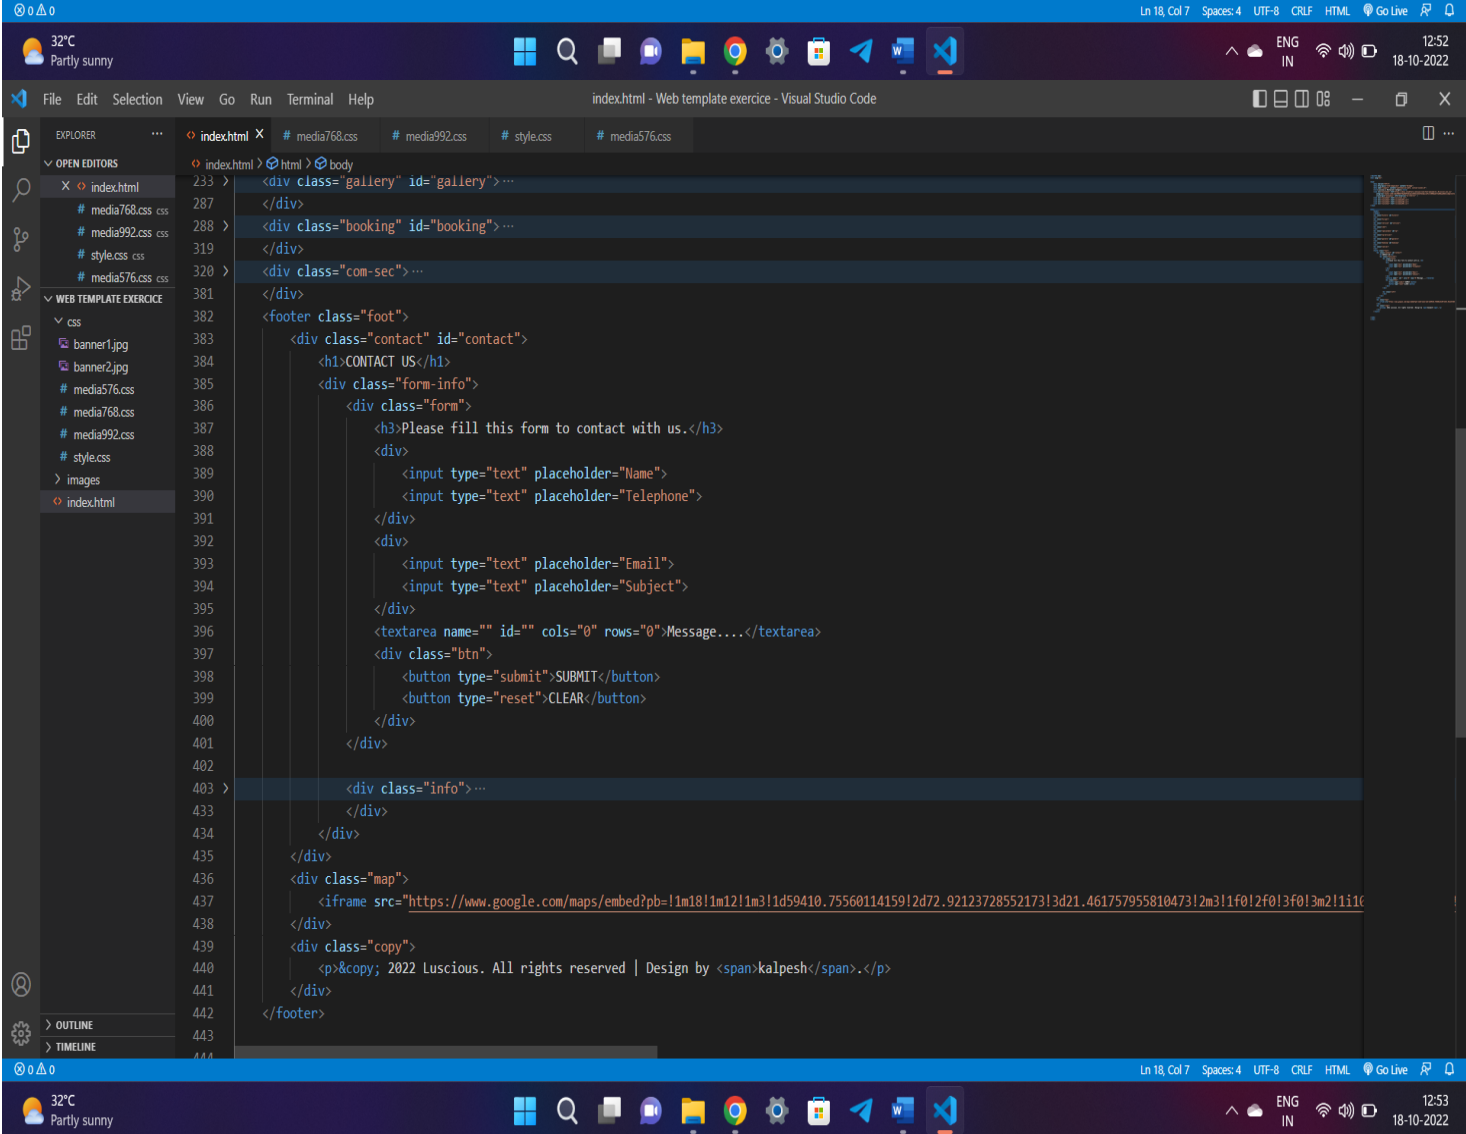 0 0 Ln 18, Col 7 Spaces: 4 UTF-8 CRLF HTML Go Live
32°C
Partly sunny
ENG
IN
12:52
18-10-2022
File Edit Selection View Go Run Terminal Help index.html - Web template exercice - Visual Studio Code
EXPLORER ... index.html X # media768.css # media992.css # style.css # media576.css ...
OPEN EDITORS
X index.html
# media768.css css
# media992.css css
# style.css css
# media576.css css
WEB TEMPLATE EXERCICE
css
banner1.jpg
banner2.jpg
# media576.css
# media768.css
# media992.css
# style.css
images
index.html
OUTLINE
TIMELINE
index.html > html > body
233 > <div class="gallery" id="gallery">...
287 </div>
288 > <div class="booking" id="booking">...
319 </div>
320 > <div class="com-sec">...
381 </div>
382 <footer class="foot">
383 <div class="contact" id="contact">
384 <h1>CONTACT US</h1>
385 <div class="form-info">
386 <div class="form">
387 <h3>Please fill this form to contact with us.</h3>
388 <div>
389 <input type="text" placeholder="Name">
390 <input type="text" placeholder="Telephone">
391 </div>
392 <div>
393 <input type="text" placeholder="Email">
394 <input type="text" placeholder="Subject">
395 </div>
396 <textarea name="" id="" cols="0" rows="0">Message....</textarea>
397 <div class="btn">
398 <button type="submit">SUBMIT</button>
399 <button type="reset">CLEAR</button>
400 </div>
401 </div>
402
403 > <div class="info">...
433 </div>
434 </div>
435 </div>
436 <div class="map">
437 <iframe src="https://www.google.com/maps/embed?pb=!1m18!1m12!1m3!1d59410.75560114159!2d72.92123728552173!3d21.461757955810473!2m3!1f0!2f0!3f0!3m2!1i10
438 </div>
439 <div class="copy">
440 <p>&copy; 2022 Luscious. All rights reserved | Design by <span>kalpesh</span>.</p>
441 </div>
442 </footer>
443
444
0 0 Ln 18, Col 7 Spaces: 4 UTF-8 CRLF HTML Go Live
32°C
Partly sunny
ENG
IN
12:53
18-10-2022